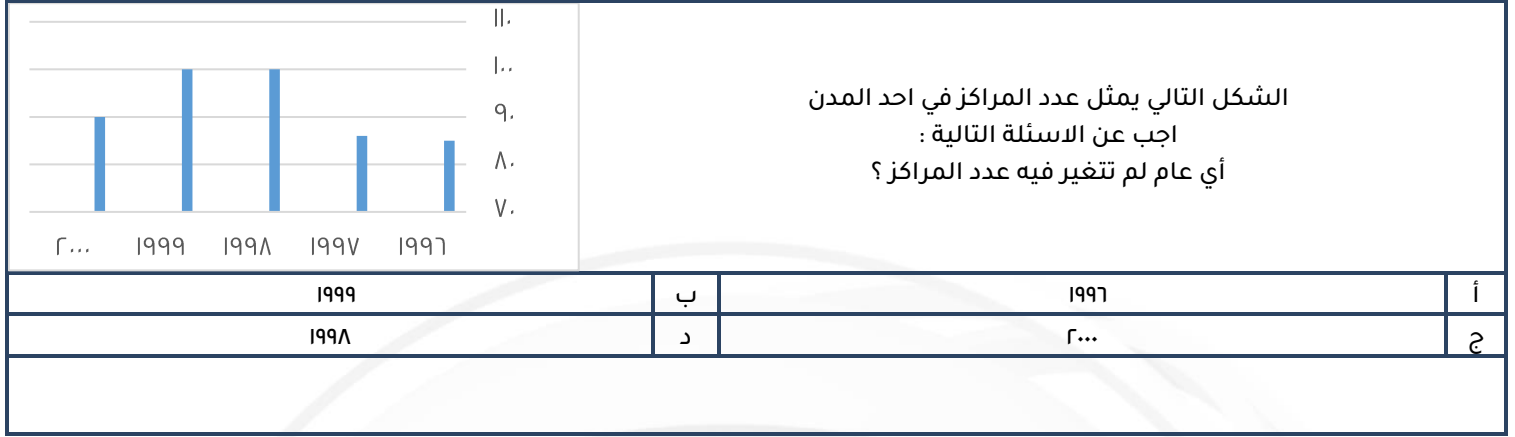 الشكل التالي يمثل عدد المراكز في احد المدن
اجب عن الاسئلة التالية :
أي عام لم تتغير فيه عدد المراكز ؟
١١٠
١٠٠
٩٠
٨٠
٧٠
١٩٩٦ ١٩٩٧ ١٩٩٨ ١٩٩٩ ٢٠٠٠
أ ١٩٩٦ ب ١٩٩٩
ج ٢٠٠٠ د ١٩٩٨